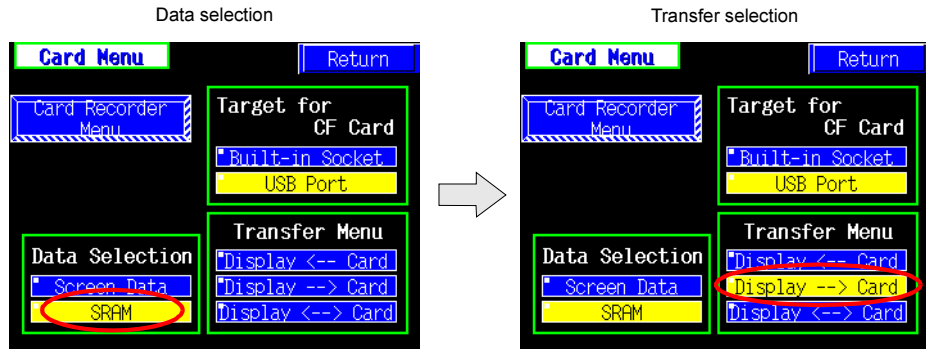 Data selection
Card Menu
Return
Card Recorder
Menu
Target for
CF Card
Built-in Socket
USB Port
Data Selection
Screen Data
SRAM
Transfer Menu
Display <-- Card
Display --> Card
Display <--> Card
Transfer selection
Card Menu
Return
Card Recorder
Menu
Target for
CF Card
Built-in Socket
USB Port
Data Selection
Screen Data
SRAM
Transfer Menu
Display <-- Card
Display --> Card
Display <--> Card